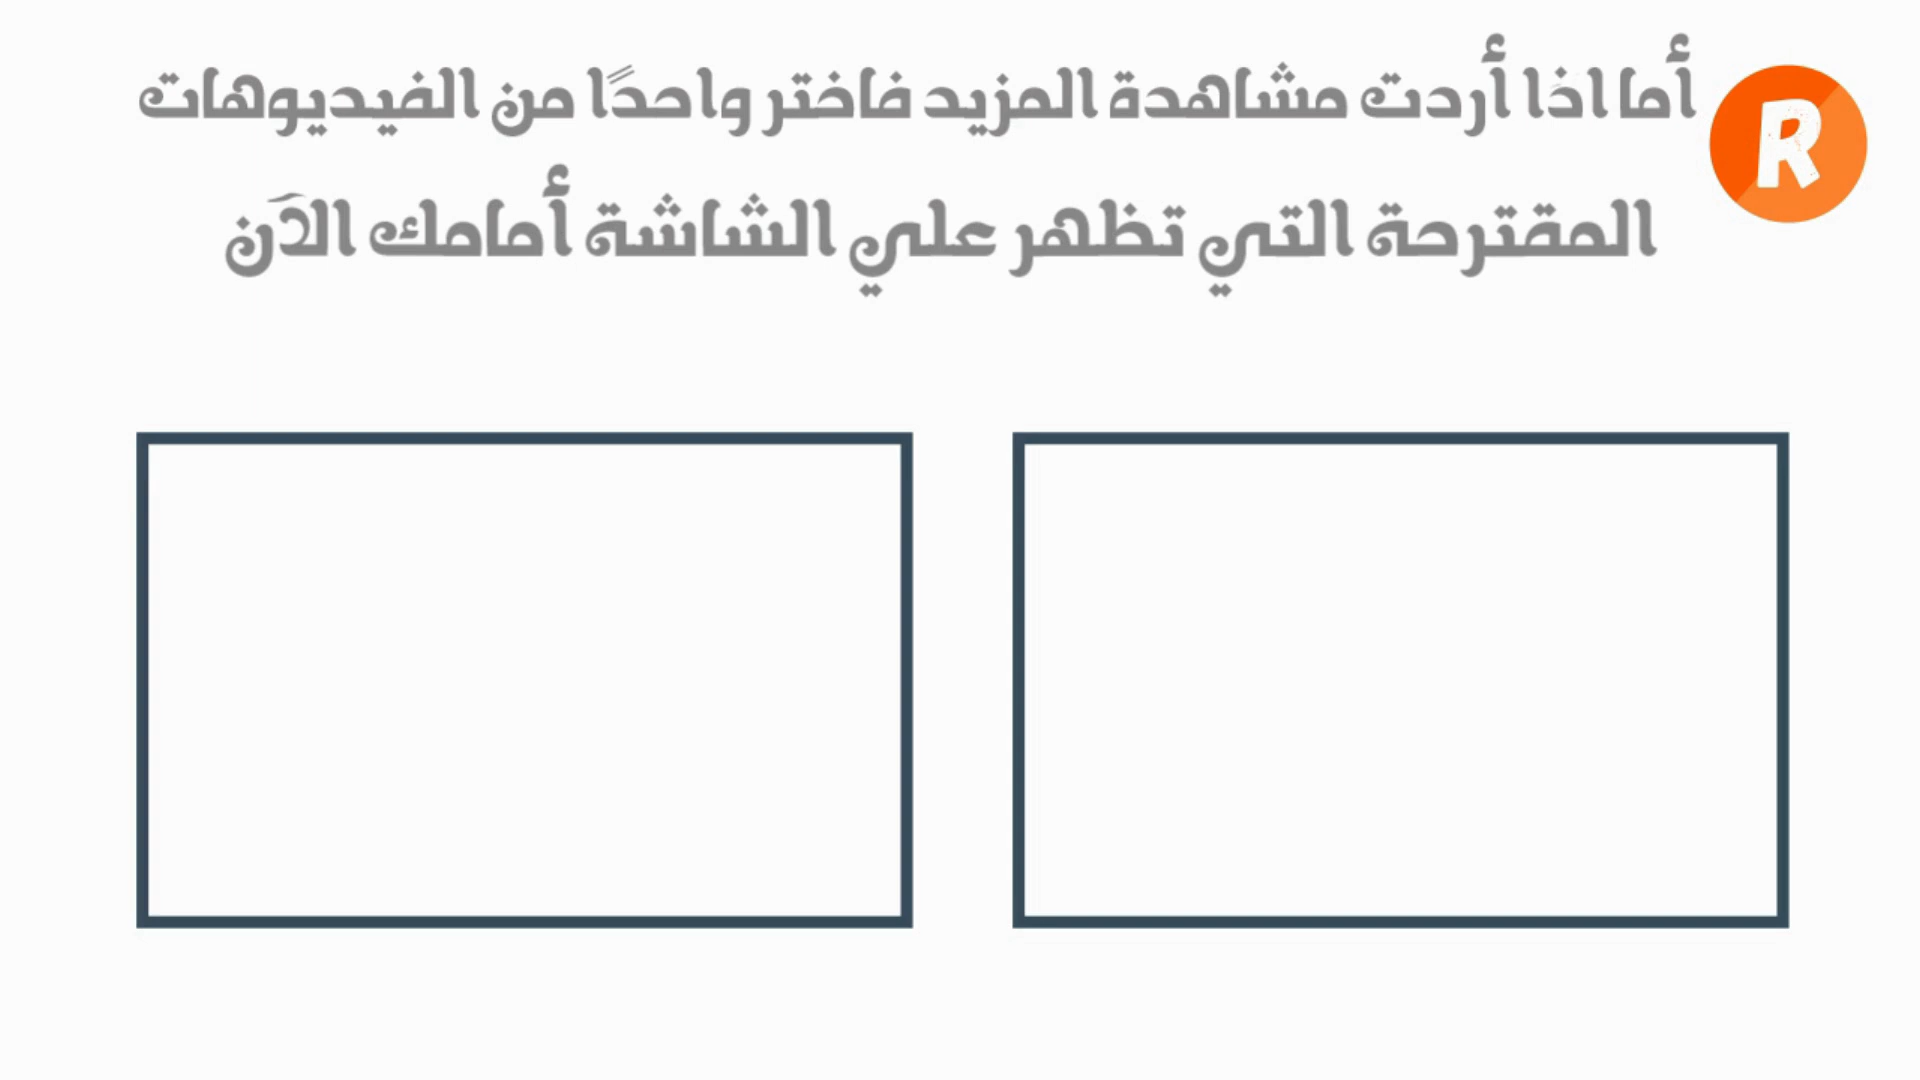 أما اذا أردت مشاهدة المزيد فاختر واحدًا من الفيديوهات
المقترحة التي تظهر علي الشاشة أمامك الآن
R